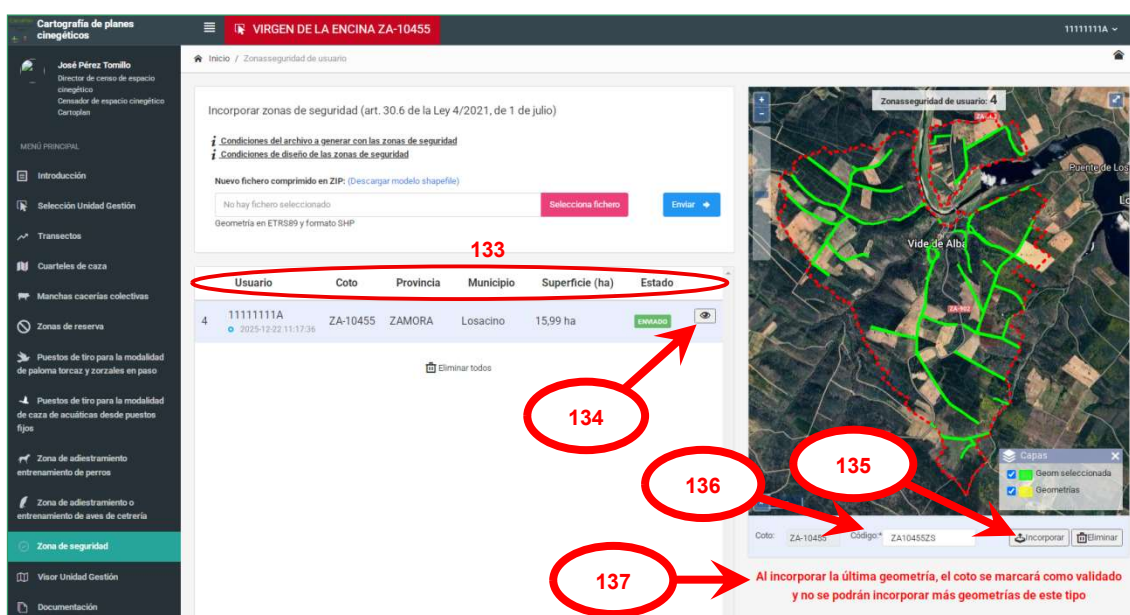 Cartografía de planes
cinegéticos
VIRGEN DE LA ENCINA ZA-10455
11111111A
José Pérez Tomillo
Director de censo de espacio
cinegético
Censador de espacio cinegético
Cartoplan
MENÚ PRINCIPAL
Introducción
Selección Unidad Gestión
Transectos
Cuarteles de caza
Manchas cacerías colectivas
Zonas de reserva
Puestos de tiro para la modalidad
de paloma torcaz y zorzales en paso
Puestos de tiro para la modalidad
de caza de acuáticas desde puestos
fijos
Zona de adiestramiento
entrenamiento de perros
Zona de adiestramiento o
entrenamiento de aves de cetrería
Zona de seguridad
Visor Unidad Gestión
Documentación
Inicio / Zonasseguridad de usuario
Incorporar zonas de seguridad (art. 30.6 de la Ley 4/2021, de 1 de julio)
i Condiciones del archivo a generar con las zonas de seguridad
i Condiciones de diseño de las zonas de seguridad
Nuevo fichero comprimido en ZIP: (Descargar modelo shapefile)
No hay fichero seleccionado Selecciona fichero Enviar
Geometría en ETRS89 y formato SHP
133
Usuario Coto Provincia Municipio Superficie (ha) Estado
4 11111111A ZA-10455 ZAMORA Losacino 15,99 ha ENVIADO
2025-12-22 11:17:36
Eliminar todos
134
Zonasseguridad de usuario: 4
Puente de Los
Vide de Alba
ZA-902
Capas
Geom seleccionada
Geometrías
135
136
Coto: ZA-10455 Código:* ZA10455ZS Incorporar Eliminar
137
Al incorporar la última geometría, el coto se marcará como validado
y no se podrán incorporar más geometrías de este tipo